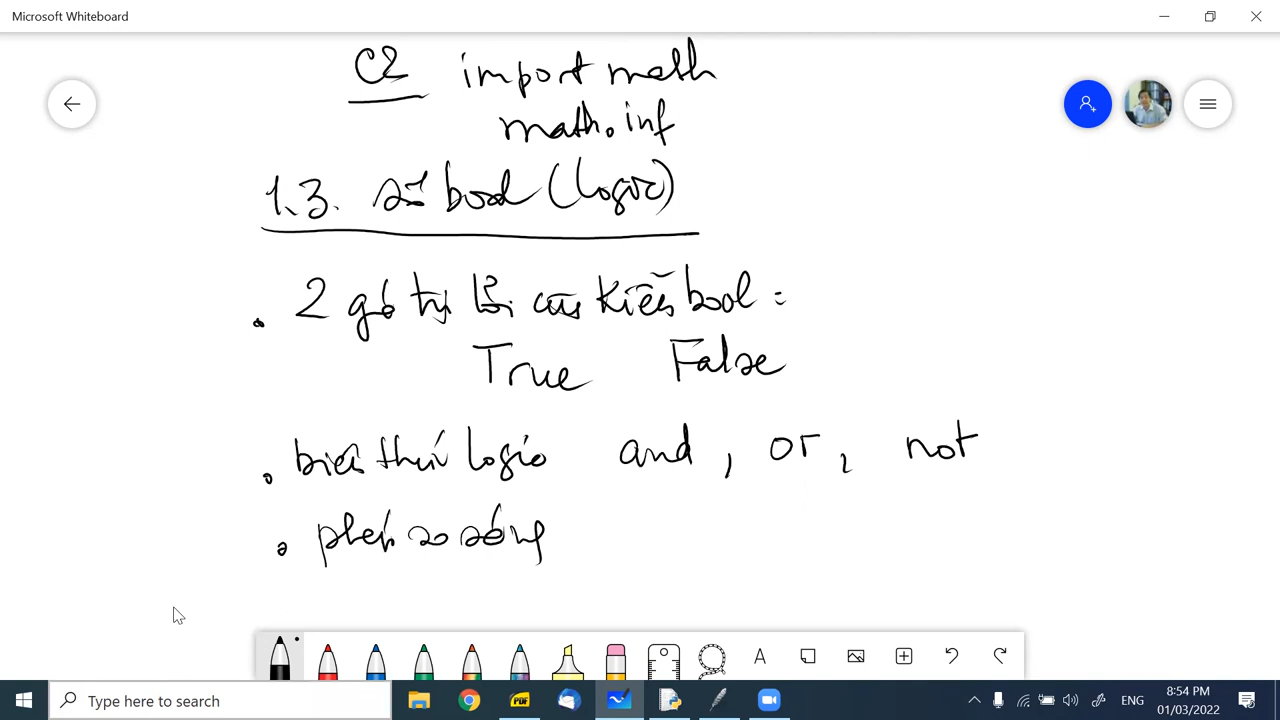 Microsoft Whiteboard
C2 import math
math.inf
1.3. số bool (logic)
2 giá trị của kiểu bool:
True False
biểu thức logic and, or, not
phép so sánh
A
Type here to search
PDF
ENG
8:54 PM
01/03/2022